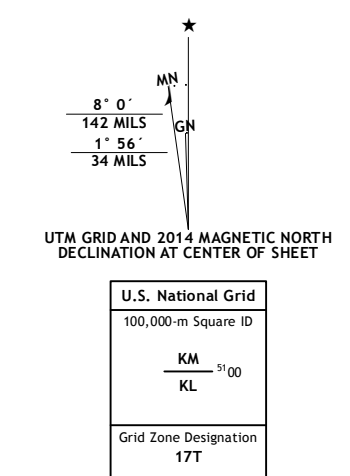 ★
MN
8° 0´
142 MILS
GN
1° 56´
34 MILS
UTM GRID AND 2014 MAGNETIC NORTH
DECLINATION AT CENTER OF SHEET
U.S. National Grid
100,000-m Square ID
KM
5100
KL
Grid Zone Designation
17T